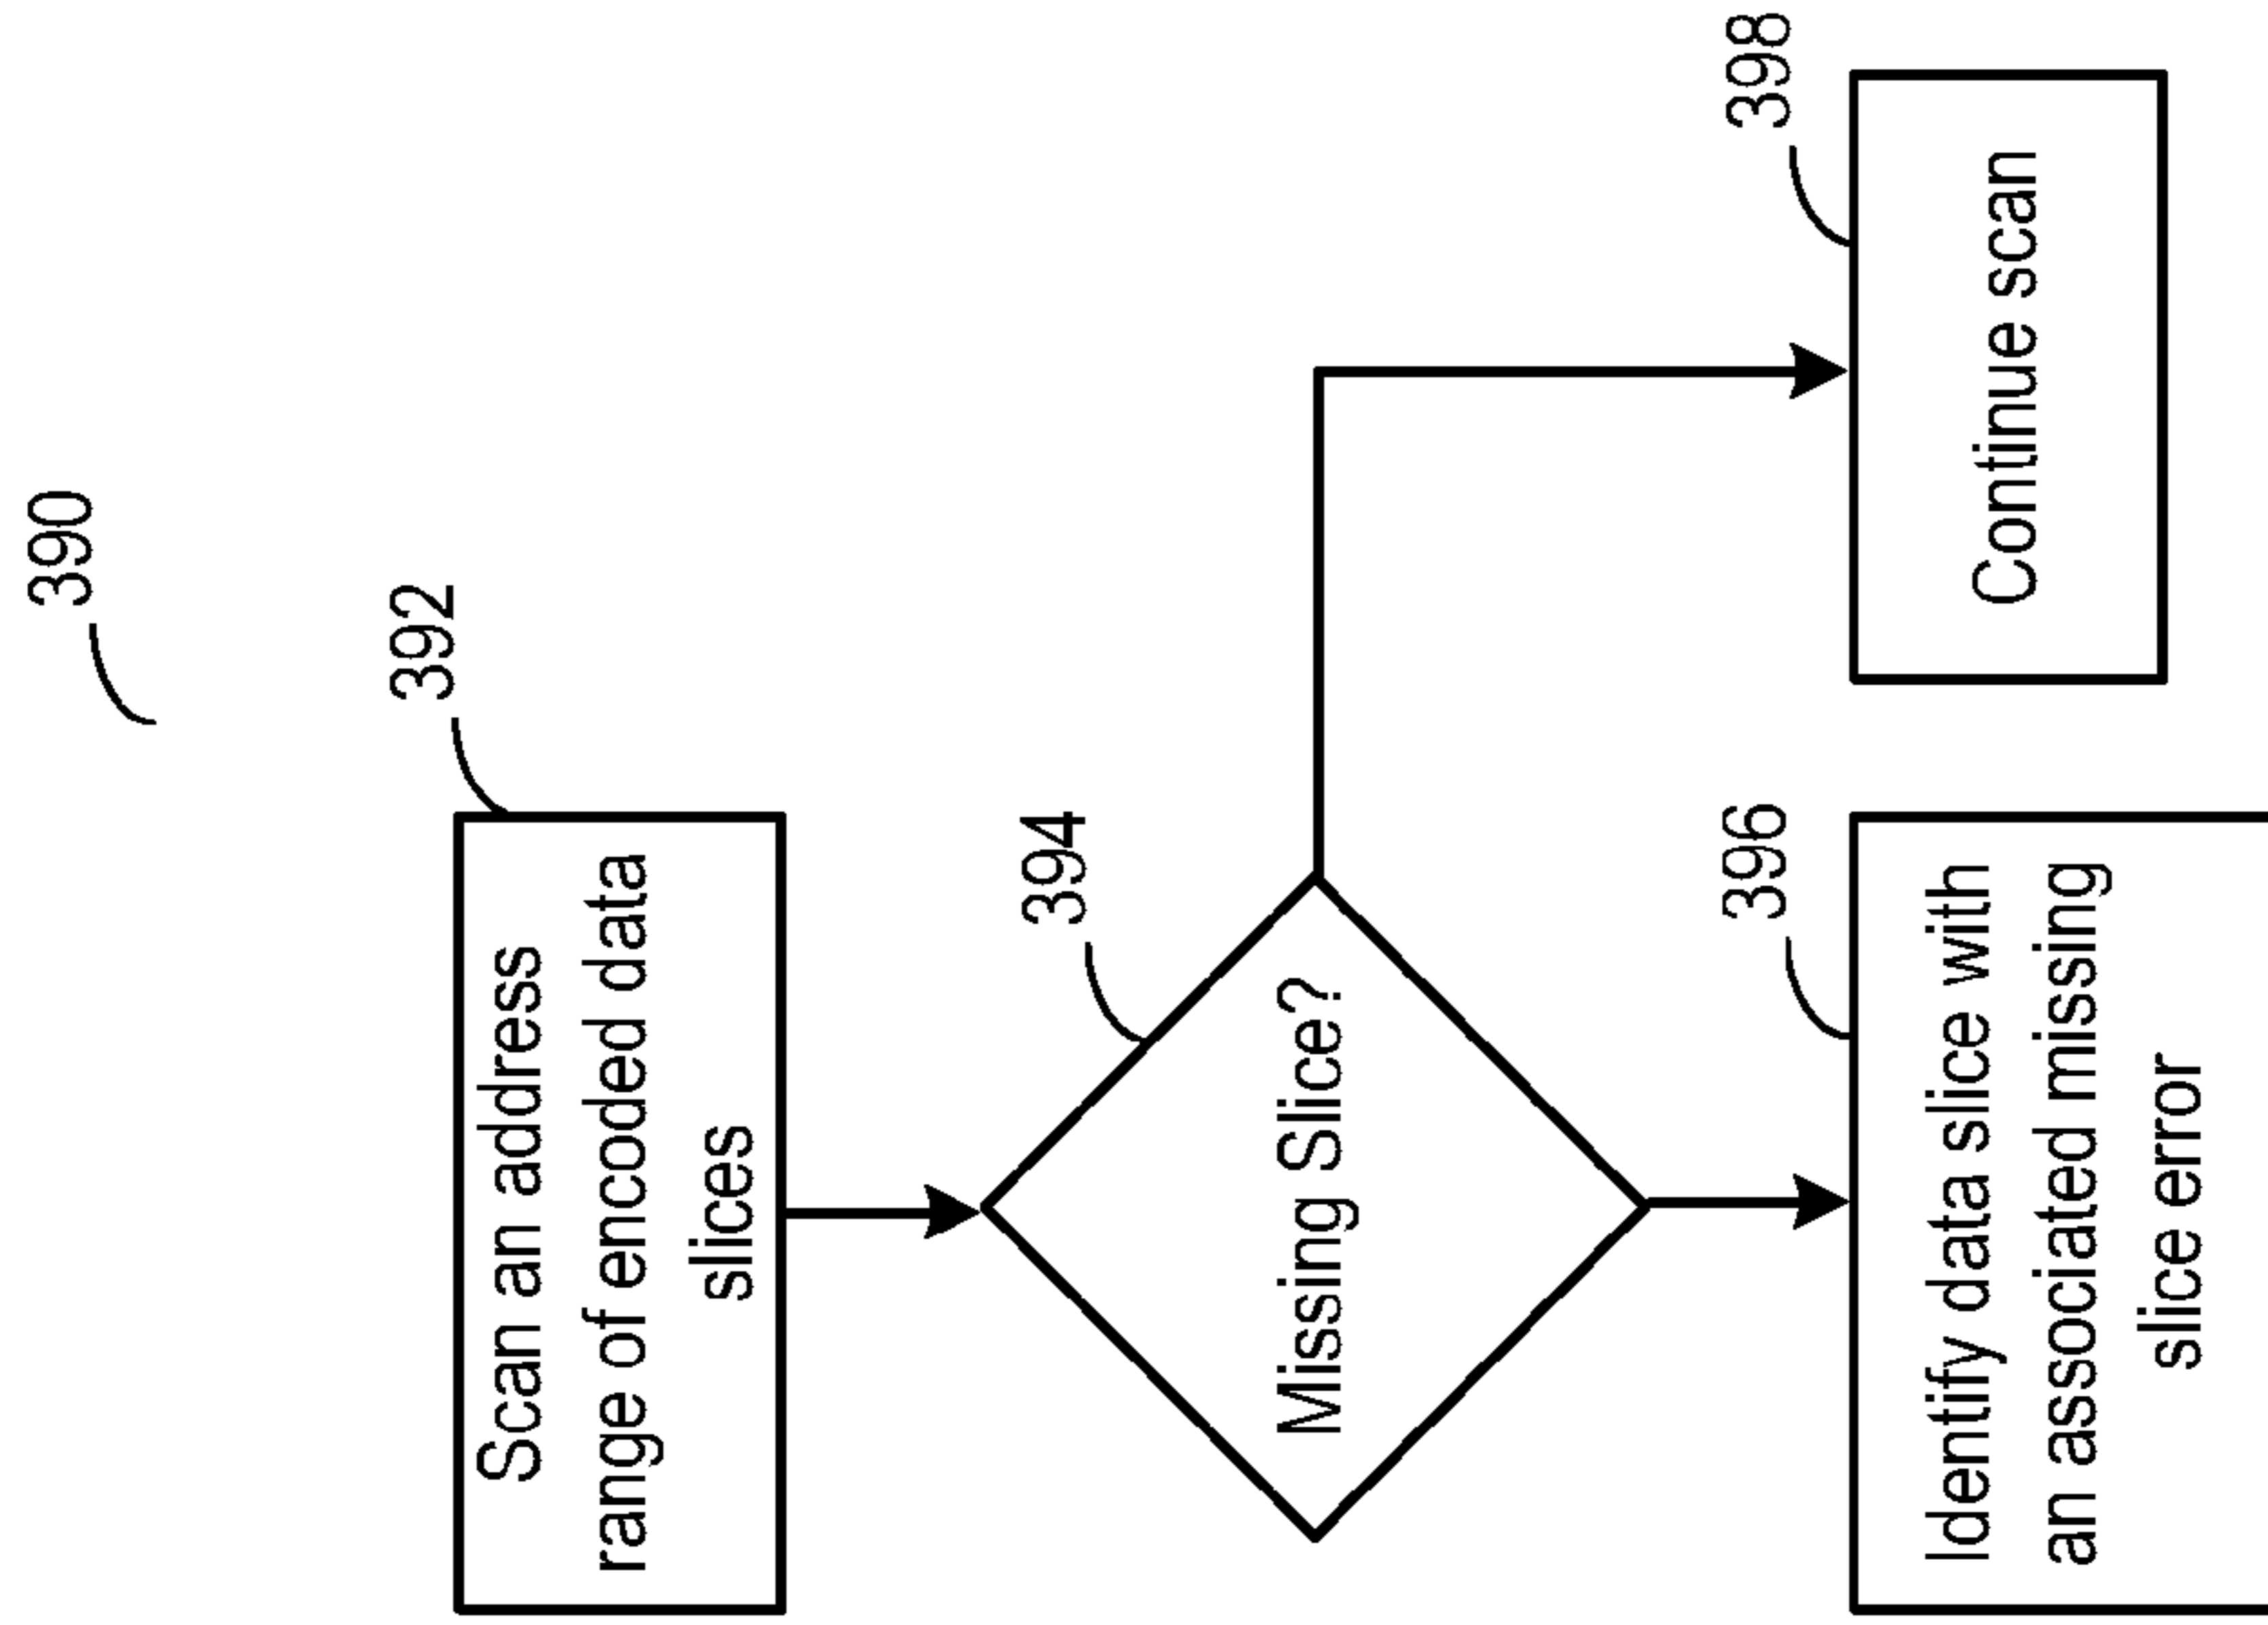 390
392
Scan an address
range of encoded data
slices
394
Missing Slice?
396
Identify data slice with
an associated missing
slice error
398
Continue scan